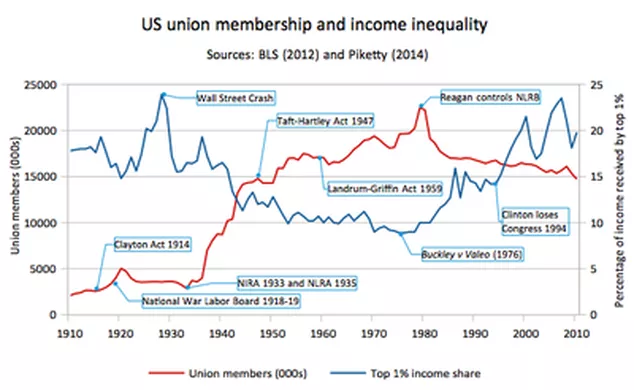 US union membership and income inequality
Sources: BLS (2012) and Piketty (2014)
25000
20000
15000
10000
5000
0
Union members (000s)
25
20
15
10
5
0
Percentage of income received by top 1%
Wall Street Crash
Reagan controls NLRB
Taft-Hartley Act 1947
Landrum-Griffin Act 1959
Clinton loses
Congress 1994
Clayton Act 1914
Buckley v Valeo (1976)
NIRA 1933 and NLRA 1935
National War Labor Board 1918-19
1910 1920 1930 1940 1950 1960 1970 1980 1990 2000 2010
Union members (000s) Top 1% income share